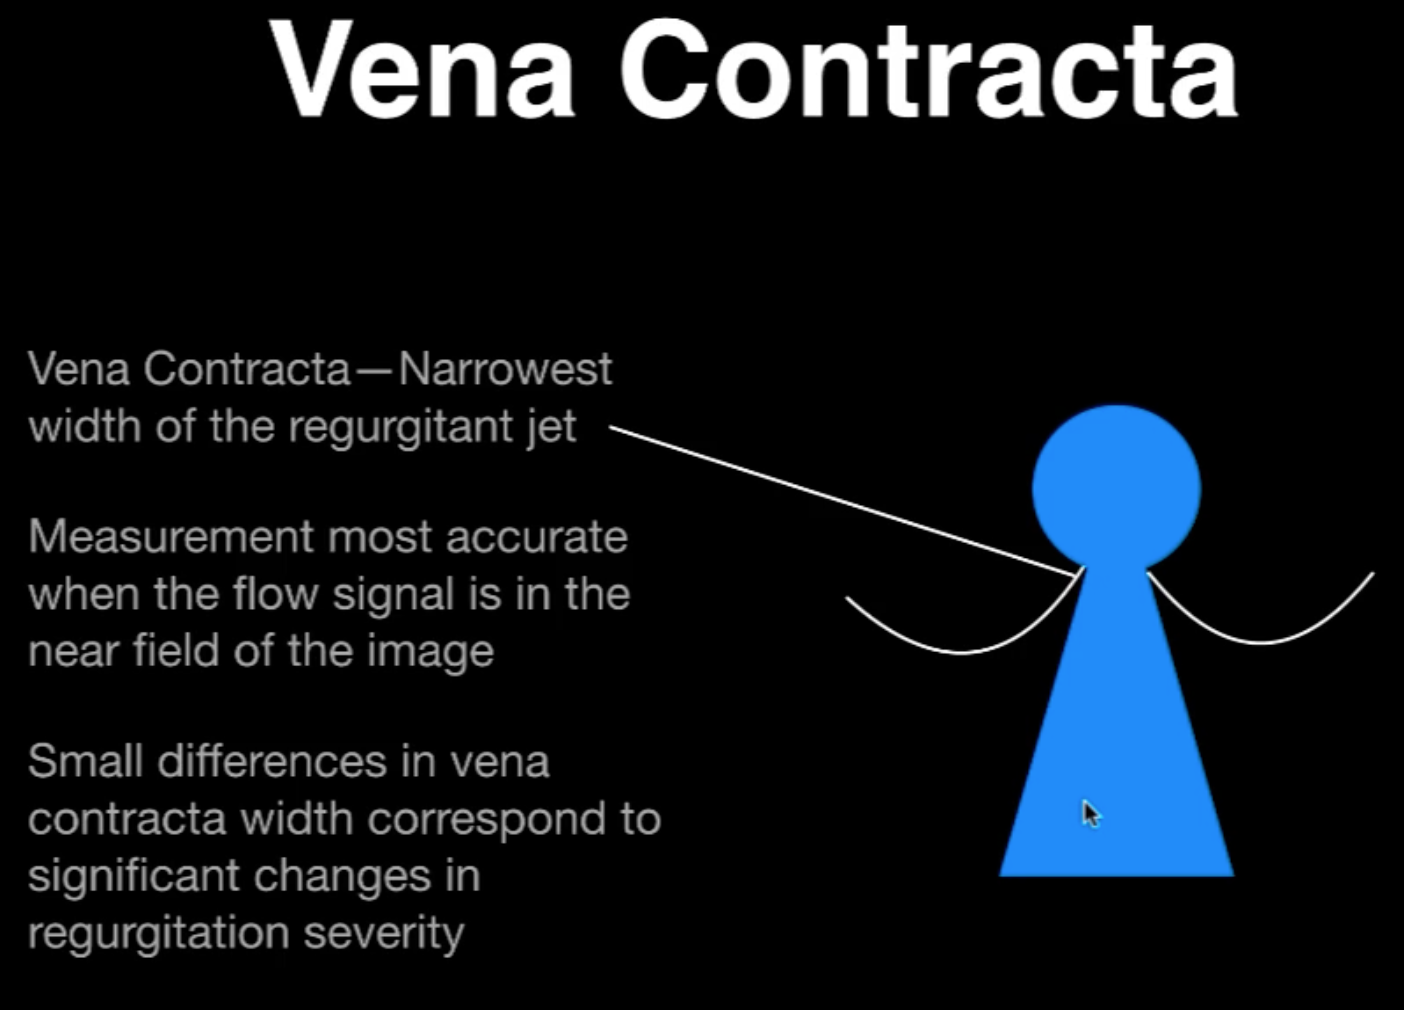 Vena Contracta
Vena Contracta—Narrowest
width of the regurgitant jet
Measurement most accurate
when the flow signal is in the
near field of the image
Small differences in vena
contracta width correspond to
significant changes in
regurgitation severity